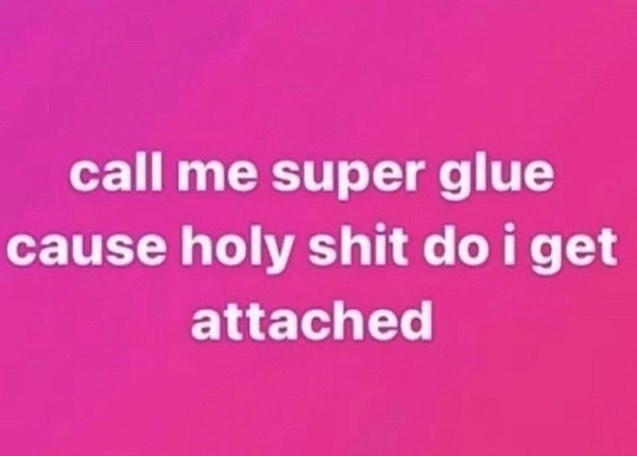 call me super glue
cause holy shit do i get
attached